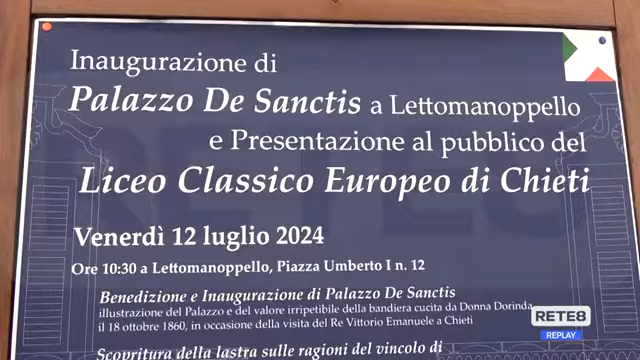 Inaugurazione di
Palazzo De Sanctis a Lettomanoppello
e Presentazione al pubblico del
Liceo Classico Europeo di Chieti
Venerdì 12 luglio 2024
Ore 10:30 a Lettomanoppello, Piazza Umberto I n. 12
Benedizione e Inaugurazione di Palazzo De Sanctis
illustrazione del Palazzo e del valore irripetibile della bandiera cucita da Donna Dorinda
il 18 ottobre 1860, in occasione della visita del Re Vittorio Emanuele a Chieti
Scopritura della lastra sulle ragioni del vincolo di
RETE8
REPLAY
RETE8